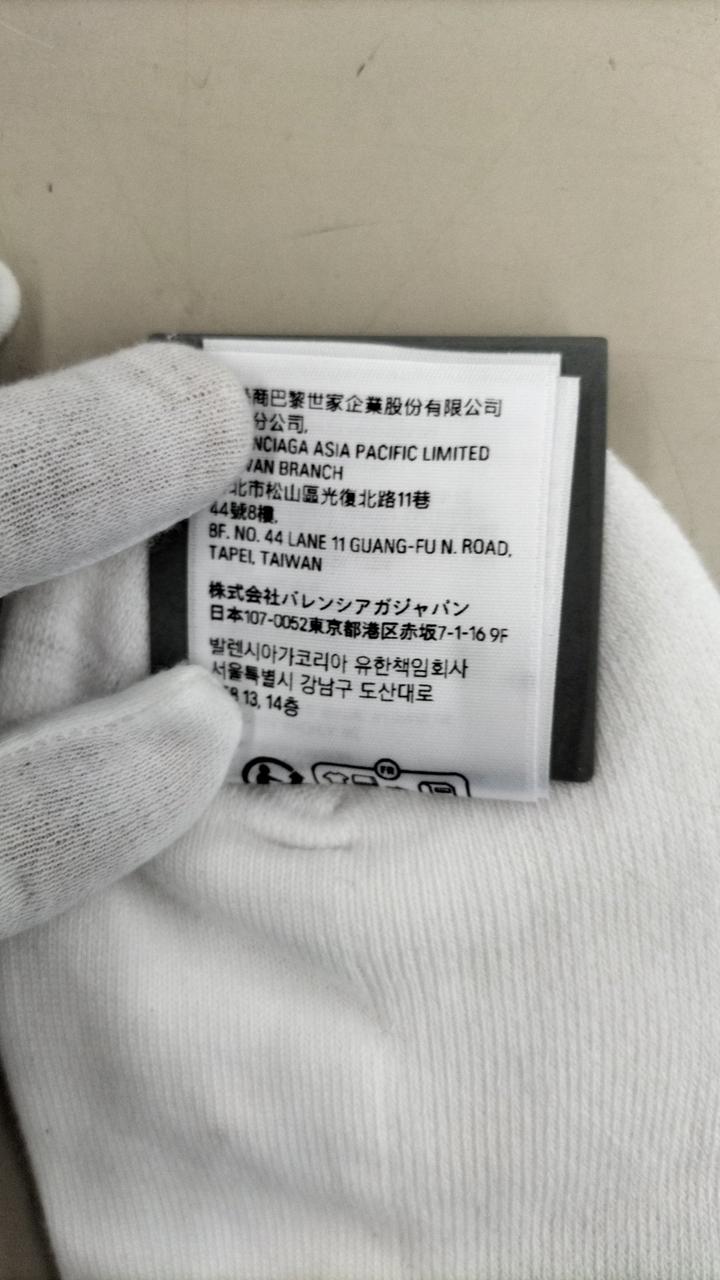 商巴黎世家企業股份有限公司
分公司,
NCIAGA ASIA PACIFIC LIMITED
WAN BRANCH
北市松山區光復北路11巷
44號8樓,
8F. NO. 44 LANE 11 GUANG-FU N. ROAD,
TAPEI, TAIWAN
株式会社バレンシアガジャパン
日本107-0052東京都港区赤坂7-1-16 9F
발렌시아가코리아 유한책임회사
서울특별시 강남구 도산대로
13, 14층
FR